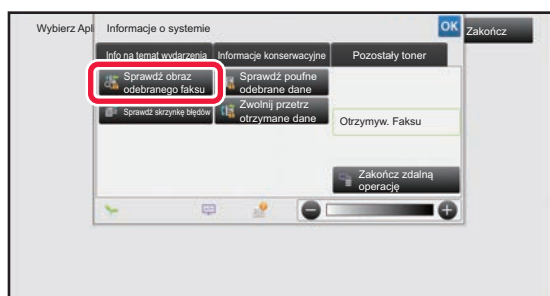 Wybierz Apl
Informacje o systemie
OK
Zakończ
Info na temat wydarzenia
Informacje konserwacyjne
Pozostały toner
Sprawdź obraz
odebranego faksu
Sprawdź poufne
odebrane dane
Sprawdź skrzynkę błędów
Zwolnij przetrz
otrzymane dane
Otrzymyw. Faksu
Zakończ zdalną
operację